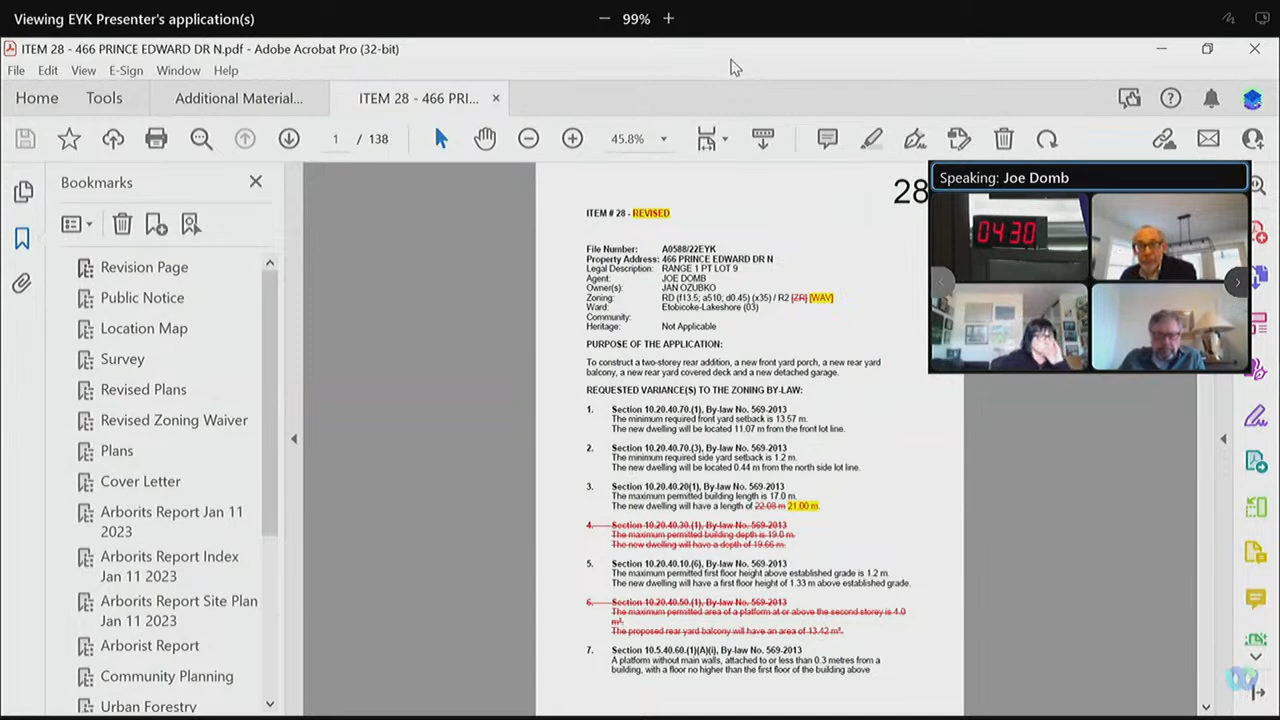 Viewing EYK Presenter's application(s)
99%
ITEM 28 - 466 PRINCE EDWARD DR N.pdf - Adobe Acrobat Pro (32-bit)
File Edit View E-Sign Window Help
Home Tools Additional Material... ITEM 28 - 466 PRI...
1 / 138 45.8%
Bookmarks
Revision Page
Public Notice
Location Map
Survey
Revised Plans
Revised Zoning Waiver
Plans
Cover Letter
Arborits Report Jan 11
2023
Arborits Report Index
Jan 11 2023
Arborits Report Site Plan
Jan 11 2023
Arborist Report
Community Planning
Urban Forestry
28
ITEM # 28 - REVISED
File Number: A0588/22EYK
Property Address: 466 PRINCE EDWARD DR N
Legal Description: RANGE 1 PT LOT 9
Agent: JOE DOMB
Owner(s): JAN OZUBKO
Zoning: RD (f13.5; a510; d0.45) (x35) / R2 [ZR] [WAV]
Ward: Etobicoke-Lakeshore (03)
Community:
Heritage: Not Applicable
PURPOSE OF THE APPLICATION:
To construct a two-storey rear addition, a new front yard porch, a new rear yard
balcony, a new rear yard covered deck and a new detached garage.
REQUESTED VARIANCE(S) TO THE ZONING BY-LAW:
1. Section 10.20.40.70.(1), By-law No. 569-2013
The minimum required front yard setback is 13.57 m.
The new dwelling will be located 11.07 m from the front lot line.
2. Section 10.20.40.70.(3), By-law No. 569-2013
The minimum required side yard setback is 1.2 m.
The new dwelling will be located 0.44 m from the north side lot line.
3. Section 10.20.40.20(1), By-law No. 569-2013
The maximum permitted building length is 17.0 m.
The new dwelling will have a length of 22.08 m 21.00 m.
4. Section 10.20.40.30.(1), By-law No. 569-2013
The maximum permitted building depth is 19.0 m.
The new dwelling will have a depth of 19.66 m.
5. Section 10.20.40.10.(6), By-law No. 569-2013
The maximum permitted first floor height above established grade is 1.2 m.
The new dwelling will have a first floor height of 1.33 m above established grade.
6. Section 10.20.40.50.(1), By-law No. 569-2013
The maximum permitted area of a platform at or above the second storey is 4.0
m².
The proposed rear yard balcony will have an area of 13.42 m².
7. Section 10.5.40.60.(1)(A)(i), By-law No. 569-2013
A platform without main walls, attached to or less than 0.3 metres from a
building, with a floor no higher than the first floor of the building above
Speaking: Joe Domb
04:30